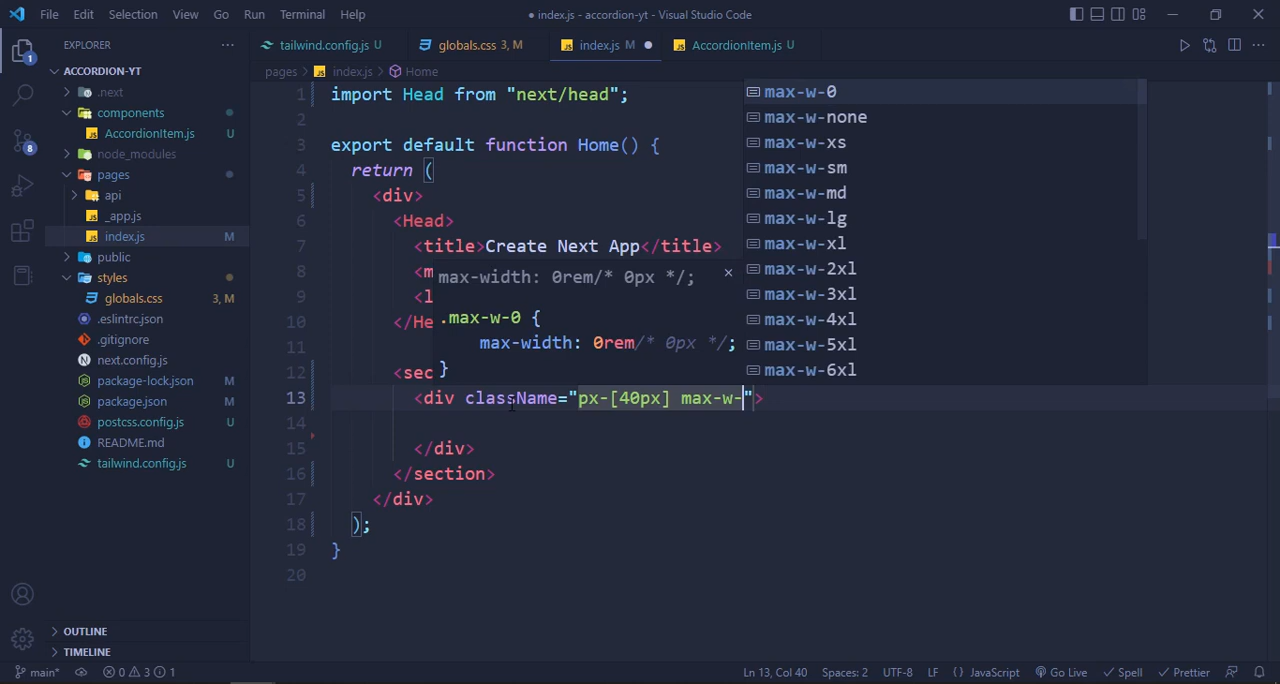 File Edit Selection View Go Run Terminal Help
● index.js - accordion-yt - Visual Studio Code
EXPLORER
tailwind.config.js U
globals.css 3, M
index.js M
AccordionItem.js U
1
8
ACCORDION-YT
.next
components
AccordionItem.js U
node_modules
pages
api
_app.js
index.js M
public
styles
globals.css 3, M
.eslintrc.json
.gitignore
next.config.js
package-lock.json M
package.json M
postcss.config.js U
README.md
tailwind.config.js U
OUTLINE
TIMELINE
pages > index.js > Home
1 import Head from "next/head";
2
3 export default function Home() {
4 return (
5 <div>
6 <Head>
7 <title>Create Next App</title>
8 <m
9 <l
10 </He
11
12 <sec
13 <div className="px-[40px] max-w-">
14
15 </div>
16 </section>
17 </div>
18 );
19 }
20
max-width: 0rem/* 0px */;
.max-w-0 {
max-width: 0rem/* 0px */;
}
max-w-0
max-w-none
max-w-xs
max-w-sm
max-w-md
max-w-lg
max-w-xl
max-w-2xl
max-w-3xl
max-w-4xl
max-w-5xl
max-w-6xl
main* 0 3 1
Ln 13, Col 40 Spaces: 2 UTF-8 LF {} JavaScript Go Live Spell Prettier